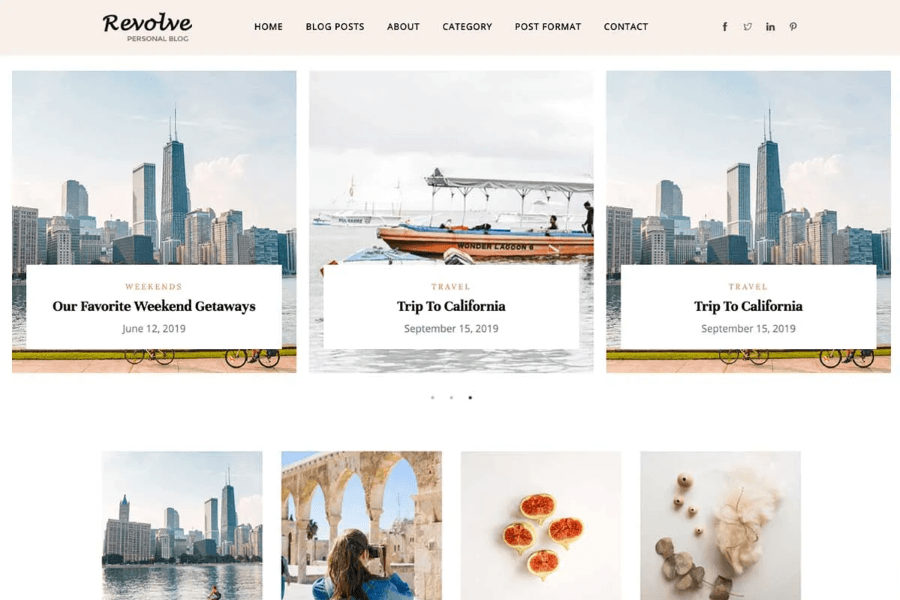 Revolve
PERSONAL BLOG
HOME BLOG POSTS ABOUT CATEGORY POST FORMAT CONTACT
WONDER LAGOON 6
WEEKENDS
Our Favorite Weekend Getaways
June 12, 2019
TRAVEL
Trip To California
September 15, 2019
TRAVEL
Trip To California
September 15, 2019